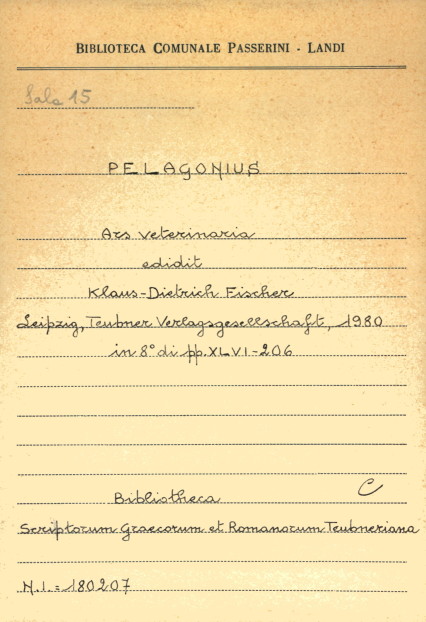 BIBLIOTECA COMUNALE PASSERINI - LANDI
Sala 15
PELAGONIUS
Ars veterinaria
edidit
Klaus-Dietrich Fischer
Leipzig, Teubner Verlagsgesellschaft, 1980
in 8° di pp. XLVI-206
C
Bibliotheca
Scriptorum Graecorum et Romanorum Teubneriana
N.I. = 180207